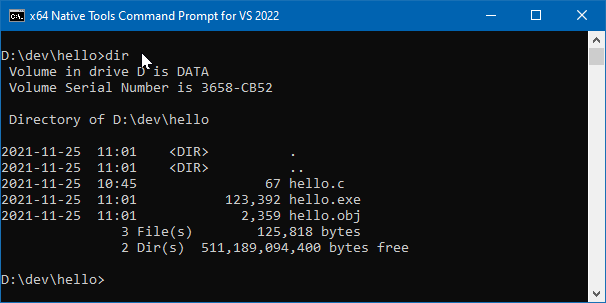 x64 Native Tools Command Prompt for VS 2022
D:\dev\hello>dir
 Volume in drive D is DATA
 Volume Serial Number is 3658-CB52

 Directory of D:\dev\hello

2021-11-25  11:01    <DIR>          .
2021-11-25  11:01    <DIR>          ..
2021-11-25  10:45                67 hello.c
2021-11-25  11:01           123,392 hello.exe
2021-11-25  11:01             2,359 hello.obj
               3 File(s)        125,818 bytes
               2 Dir(s)  511,189,094,400 bytes free

D:\dev\hello>